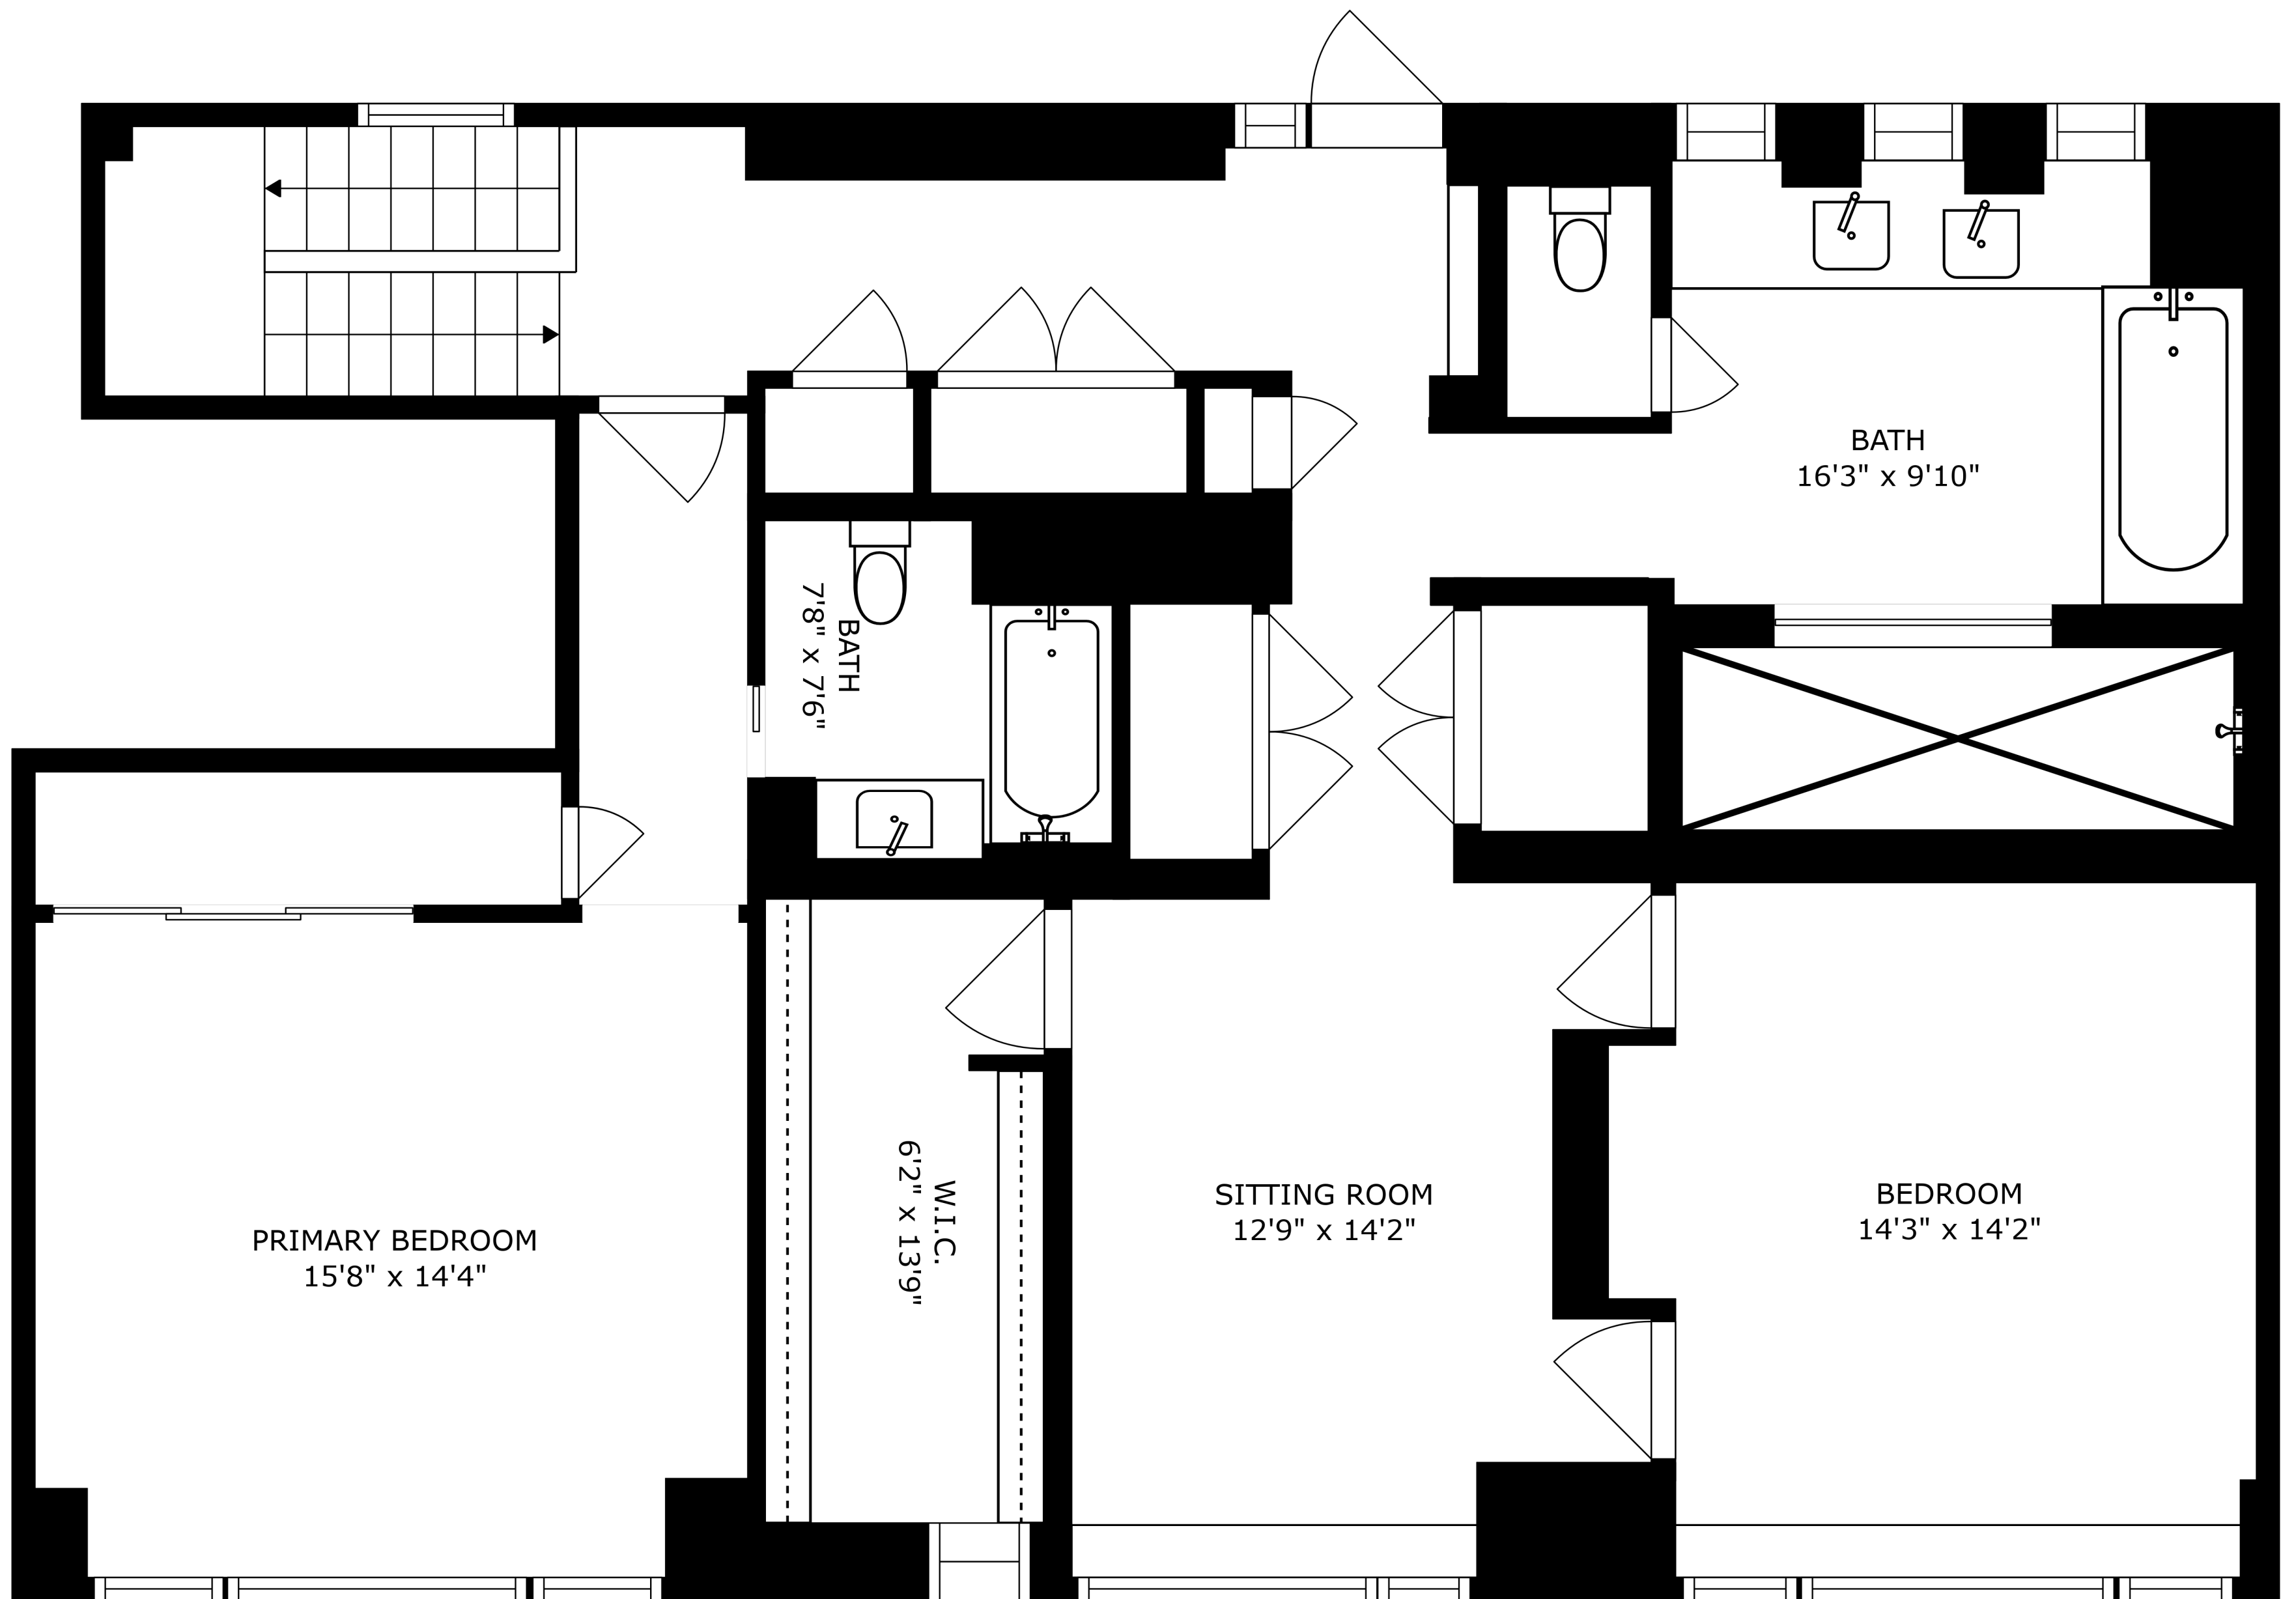 BATH
16'3" x 9'10"
BATH
7'8" x 7'6"
W.I.C.
6'2" x 13'9"
SITTING ROOM
12'9" x 14'2"
BEDROOM
14'3" x 14'2"
PRIMARY BEDROOM
15'8" x 14'4"